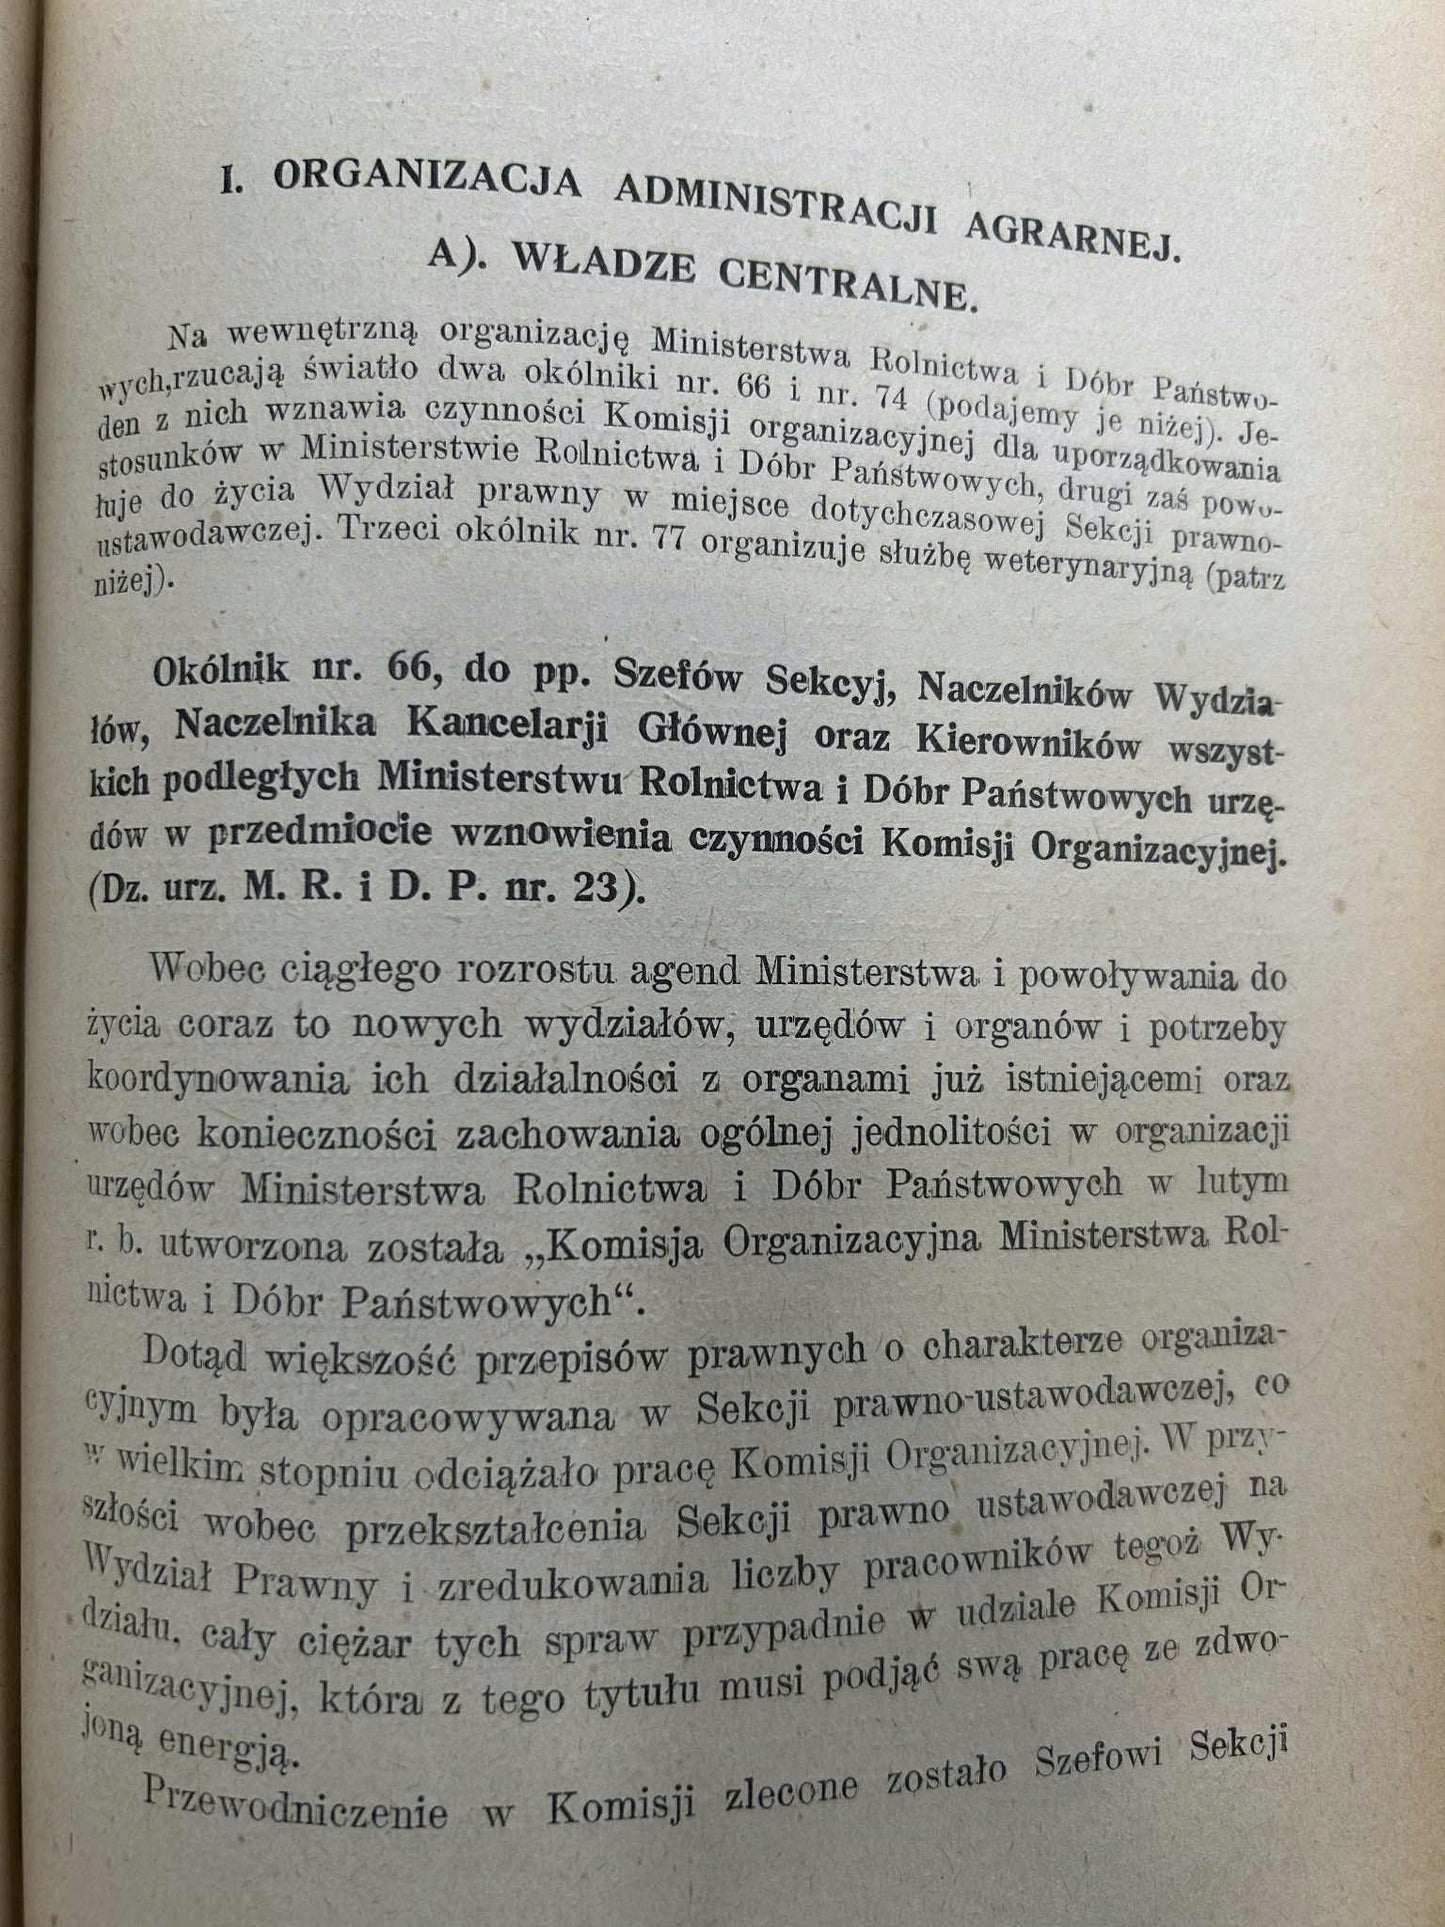 I. ORGANIZACJA ADMINISTRACJI AGRARNEJ.
A). WŁADZE CENTRALNE.
Na wewnętrzną organizację Ministerstwa Rolnictwa i Dóbr Państwo-
wych,rzucają światło dwa okólniki nr. 66 i nr. 74 (podajemy je niżej). Je-
den z nich wznawia czynności Komisji organizacyjnej dla uporządkowania
stosunków w Ministerstwie Rolnictwa i Dóbr Państwowych, drugi zaś powo-
łuje do życia Wydział prawny w miejsce dotychczasowej Sekcji prawno-
ustawodawczej. Trzeci okólnik nr. 77 organizuje służbę weterynaryjną (patrz
niżej).
Okólnik nr. 66, do pp. Szefów Sekcyj, Naczelników Wydzia-
łów, Naczelnika Kancelarji Głównej oraz Kierowników wszyst-
kich podległych Ministerstwu Rolnictwa i Dóbr Państwowych urzę-
dów w przedmiocie wznowienia czynności Komisji Organizacyjnej.
(Dz. urz. M. R. i D. P. nr. 23).
Wobec ciągłego rozrostu agend Ministerstwa i powoływania do
życia coraz to nowych wydziałów, urzędów i organów i potrzeby
koordynowania ich działalności z organami już istniejącemi oraz
wobec konieczności zachowania ogólnej jednolitości w organizacji
urzędów Ministerstwa Rolnictwa i Dóbr Państwowych w lutym
r. b. utworzona została „Komisja Organizacyjna Ministerstwa Rol-
nictwa i Dóbr Państwowych“.
Dotąd większość przepisów prawnych o charakterze organiza-
cyjnym była opracowywana w Sekcji prawno-ustawodawczej, co
w wielkim stopniu odciążało pracę Komisji Organizacyjnej. W przy-
szłości wobec przekształcenia Sekcji prawno ustawodawczej na
Wydział Prawny i zredukowania liczby pracowników tegoż Wy-
działu, cały ciężar tych spraw przypadnie w udziale Komisji Or-
ganizacyjnej, która z tego tytułu musi podjąć swą pracę ze zdwo-
joną energją.
Przewodniczenie w Komisji zlecone zostało Szefowi Sekcji